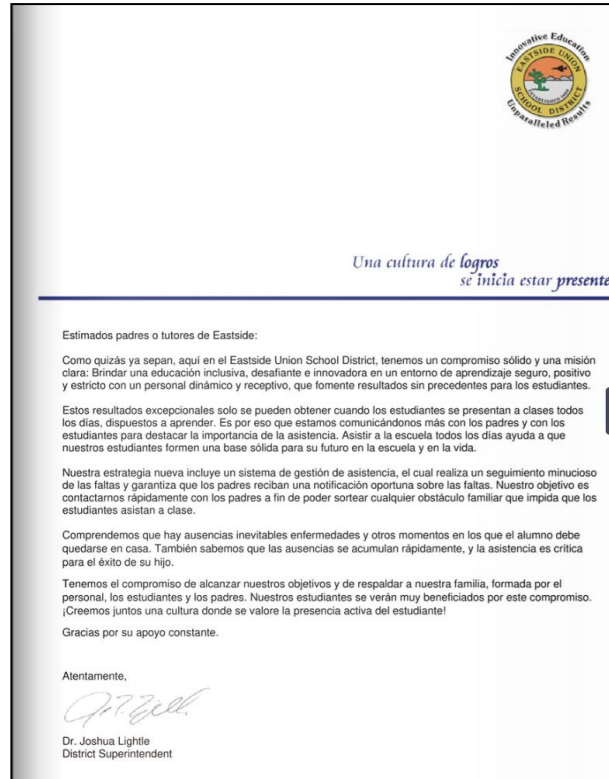 Innovative Education
EASTSIDE UNION
SCHOOL DISTRICT
Unparalleled Results
Una cultura de logros
se inicia estar presente
Estimados padres o tutores de Eastside:
Como quizás ya sepan, aquí en el Eastside Union School District, tenemos un compromiso sólido y una misión
clara: Brindar una educación inclusiva, desafiante e innovadora en un entorno de aprendizaje seguro, positivo
y estricto con un personal dinámico y receptivo, que fomente resultados sin precedentes para los estudiantes.
Estos resultados excepcionales solo se pueden obtener cuando los estudiantes se presentan a clases todos
los días, dispuestos a aprender. Es por eso que estamos comunicándonos más con los padres y con los
estudiantes para destacar la importancia de la asistencia. Asistir a la escuela todos los días ayuda a que
nuestros estudiantes formen una base sólida para su futuro en la escuela y en la vida.
Nuestra estrategia nueva incluye un sistema de gestión de asistencia, el cual realiza un seguimiento minucioso
de las faltas y garantiza que los padres reciban una notificación oportuna sobre las faltas. Nuestro objetivo es
contactarnos rápidamente con los padres a fin de poder sortear cualquier obstáculo familiar que impida que los
estudiantes asistan a clase.
Comprendemos que hay ausencias inevitables enfermedades y otros momentos en los que el alumno debe
quedarse en casa. También sabemos que las ausencias se acumulan rápidamente, y la asistencia es crítica
para el éxito de su hijo.
Tenemos el compromiso de alcanzar nuestros objetivos y de respaldar a nuestra familia, formada por el
personal, los estudiantes y los padres. Nuestros estudiantes se verán muy beneficiados por este compromiso.
¡Creemos juntos una cultura donde se valore la presencia activa del estudiante!
Gracias por su apoyo constante.
Atentamente,
Dr. Joshua Lightle
District Superintendent